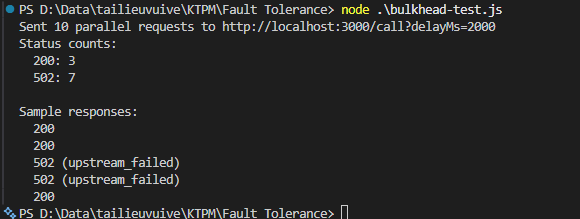 PS D:\Data\tailieuvuive\KTPM\Fault Tolerance> node .\bulkhead-test.js
Sent 10 parallel requests to http://localhost:3000/call?delayMs=2000
Status counts:
  200: 3
  502: 7

Sample responses:
  200
  200
  502 (upstream_failed)
  502 (upstream_failed)
  200
PS D:\Data\tailieuvuive\KTPM\Fault Tolerance>